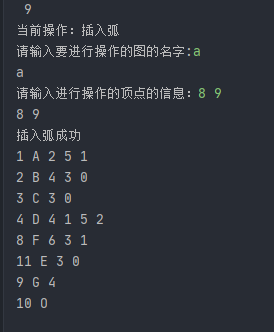 9
当前操作：插入弧
请输入要进行操作的图的名字:a
a
请输入进行操作的顶点的信息：8 9
8 9
插入弧成功
1 A 2 5 1
2 B 4 3 0
3 C 3 0
4 D 4 1 5 2
8 F 6 3 1
11 E 3 0
9 G 4
10 O